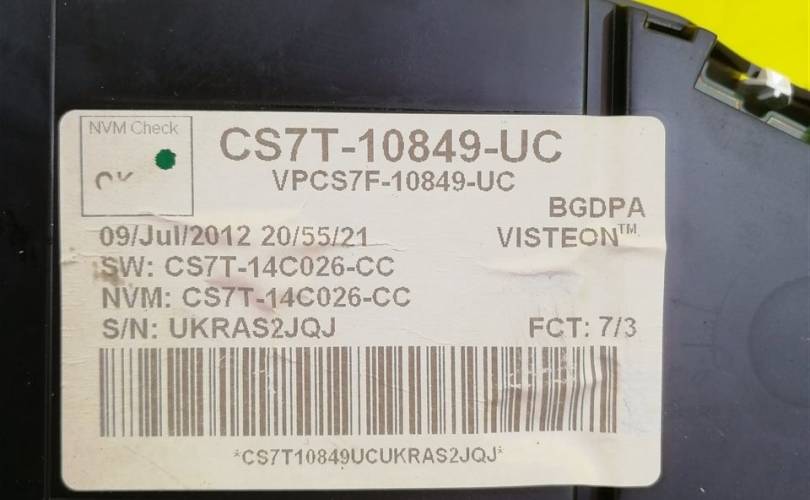 NVM Check
OK
CS7T-10849-UC
VPCS7F-10849-UC
BGDPA
09/Jul/2012 20/55/21
VISTEON™
SW: CS7T-14C026-CC
NVM: CS7T-14C026-CC
S/N: UKRAS2JQJ
FCT: 7/3
*CS7T10849UCUKRAS2JQJ*